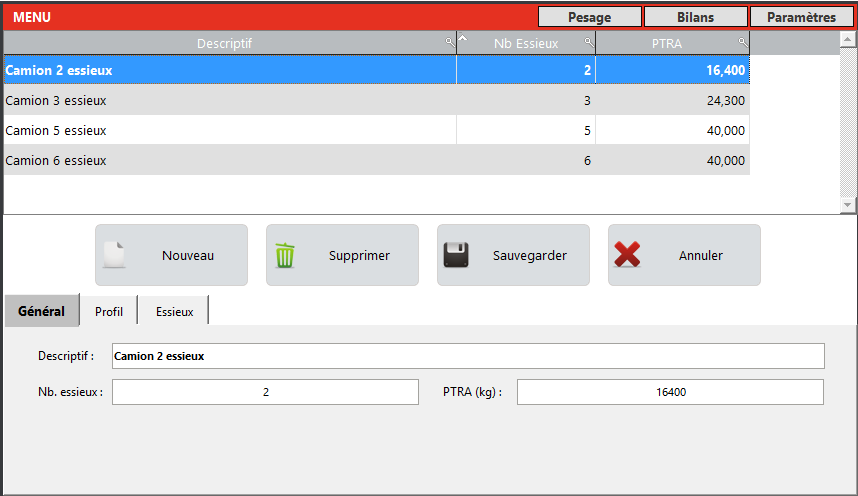 MENU Pesage Bilans Paramètres
Descriptif Nb Essieux PTRA
Camion 2 essieux 2 16,400
Camion 3 essieux 3 24,300
Camion 5 essieux 5 40,000
Camion 6 essieux 6 40,000
Nouveau Supprimer Sauvegarder Annuler
Général Profil Essieux
Descriptif : Camion 2 essieux
Nb. essieux : 2 PTRA (kg) : 16400